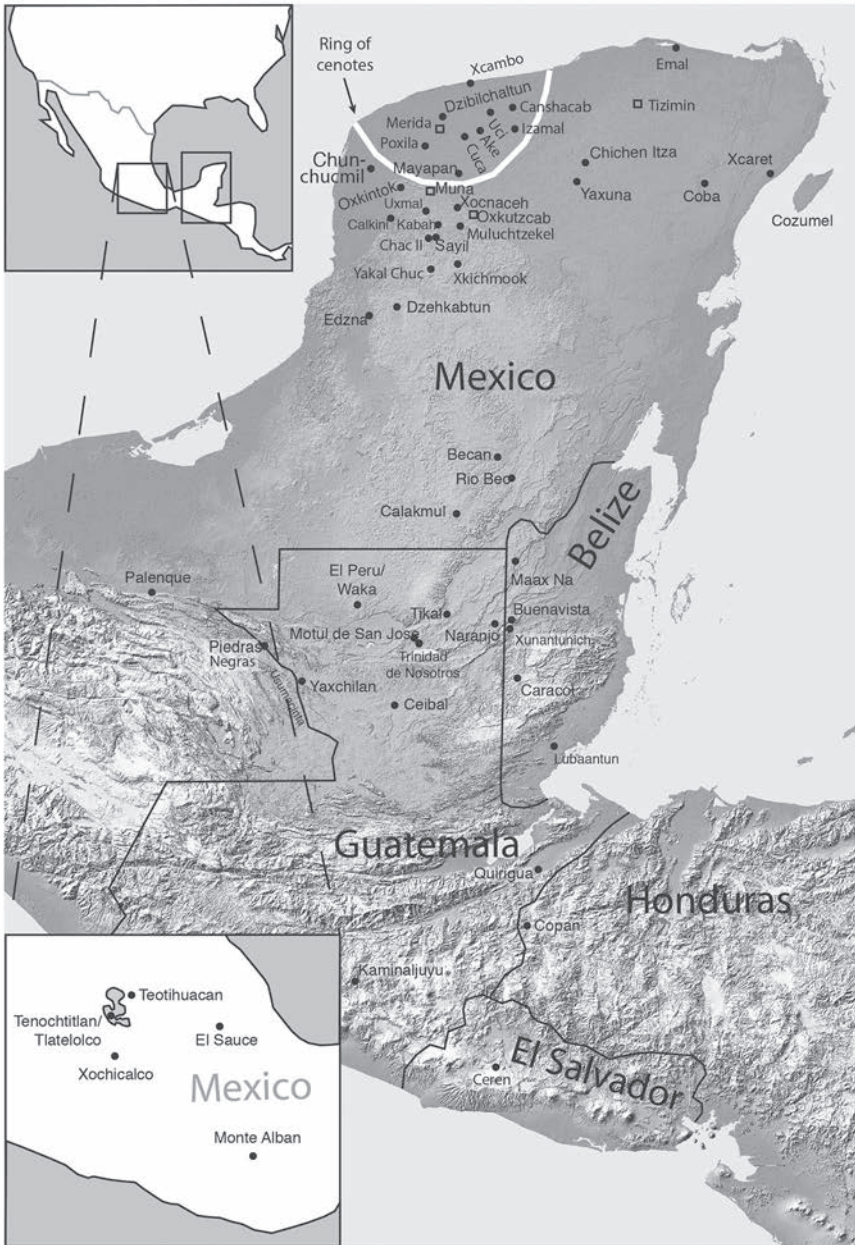 Ring of
cenotes
Xcambo
Emal
Dzibilchaltun
Canshacab
Tizimin
Merida
Uci
Ake
Izamal
Poxila
Cuca
Chun-
chucmil
Mayapan
Chichen Itza
Xcaret
Oxkintok
Muna
Yaxuna
Coba
Xocnaceh
Uxmal
Oxkutzcab
Cozumel
Calkini
Kabah
Muluchtzekel
Chac II
Sayil
Yakal Chuc
Xkichmook
Dzehkabtun
Edzna
Mexico
Becan
Rio Bec
Calakmul
Belize
Palenque
El Peru/
Waka
Maax Na
Tikal
Buenavista
Motul de San Jose
Naranjo
Xunantunich
Piedras
Negras
Trinidad
de Nosotros
Usumacinta
Yaxchilan
Caracol
Ceibal
Lubaantun
Guatemala
Quirigua
Honduras
Copan
Kaminaljuyu
El Salvador
Ceren
Teotihuacan
Tenochtitlan/
Tlatelolco
El Sauce
Xochicalco
Mexico
Monte Alban